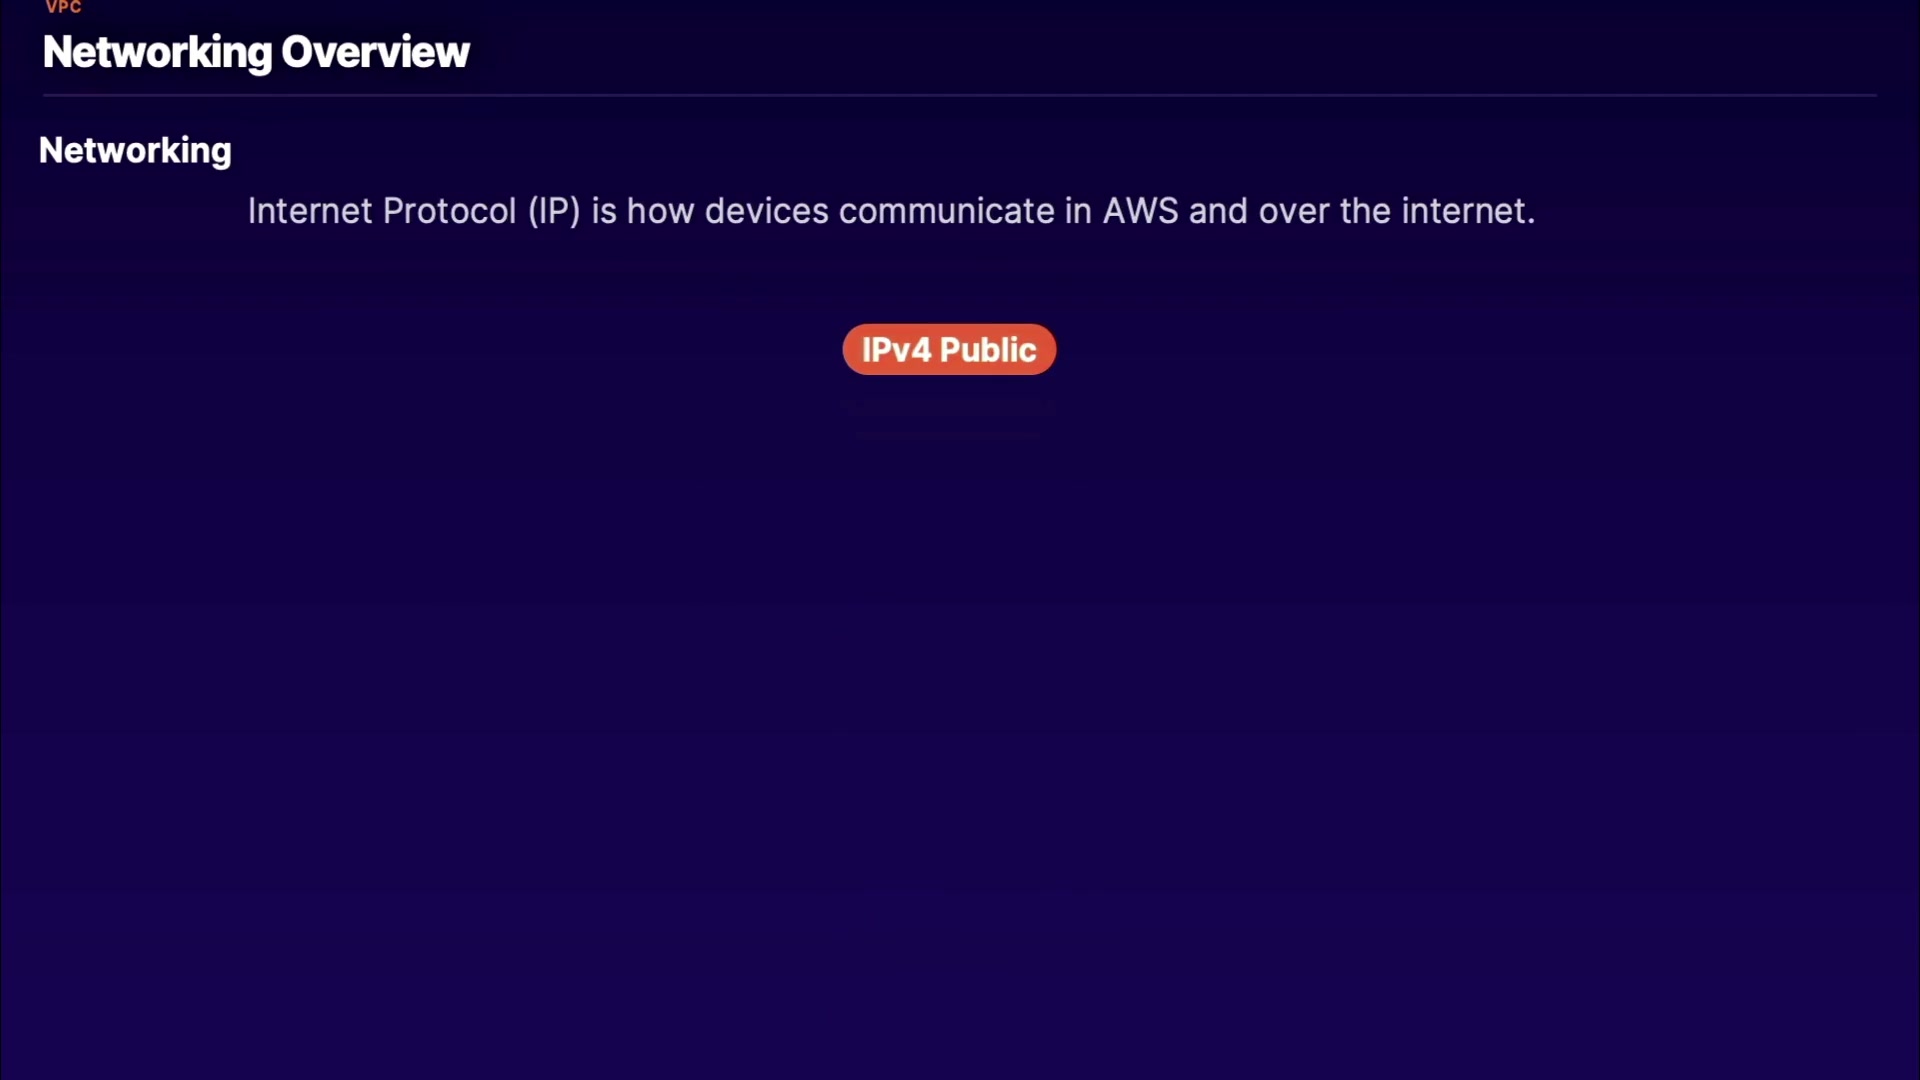 VPC
Networking Overview
Networking
Internet Protocol (IP) is how devices communicate in AWS and over the internet.
IPv4 Public